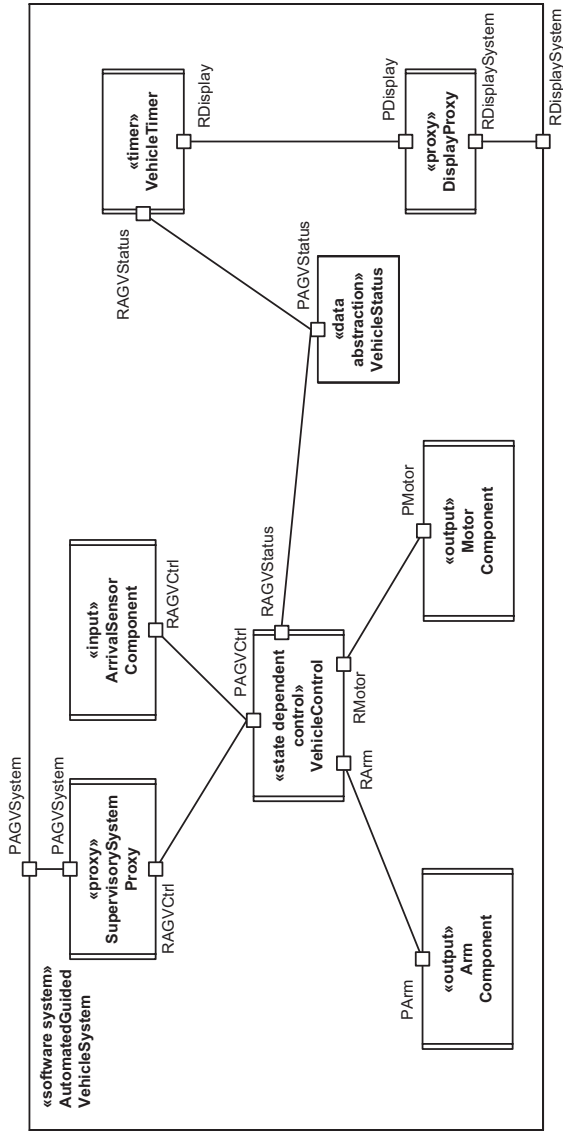 «software system»
AutomatedGuided
VehicleSystem
PAGVSystem
PAGVSystem
«proxy»
SupervisorySystem
Proxy
RAGVCtrl
«input»
ArrivalSensor
Component
RAGVCtrl
«timer»
VehicleTimer
RAGVStatus
RDisplay
PAGVCtrl
RAGVStatus
«state dependent
control»
VehicleControl
RArm
RMotor
PAGVStatus
«data
abstraction»
VehicleStatus
PArm
«output»
Arm
Component
PMotor
«output»
Motor
Component
PDisplay
«proxy»
DisplayProxy
RDisplaySystem
RDisplaySystem